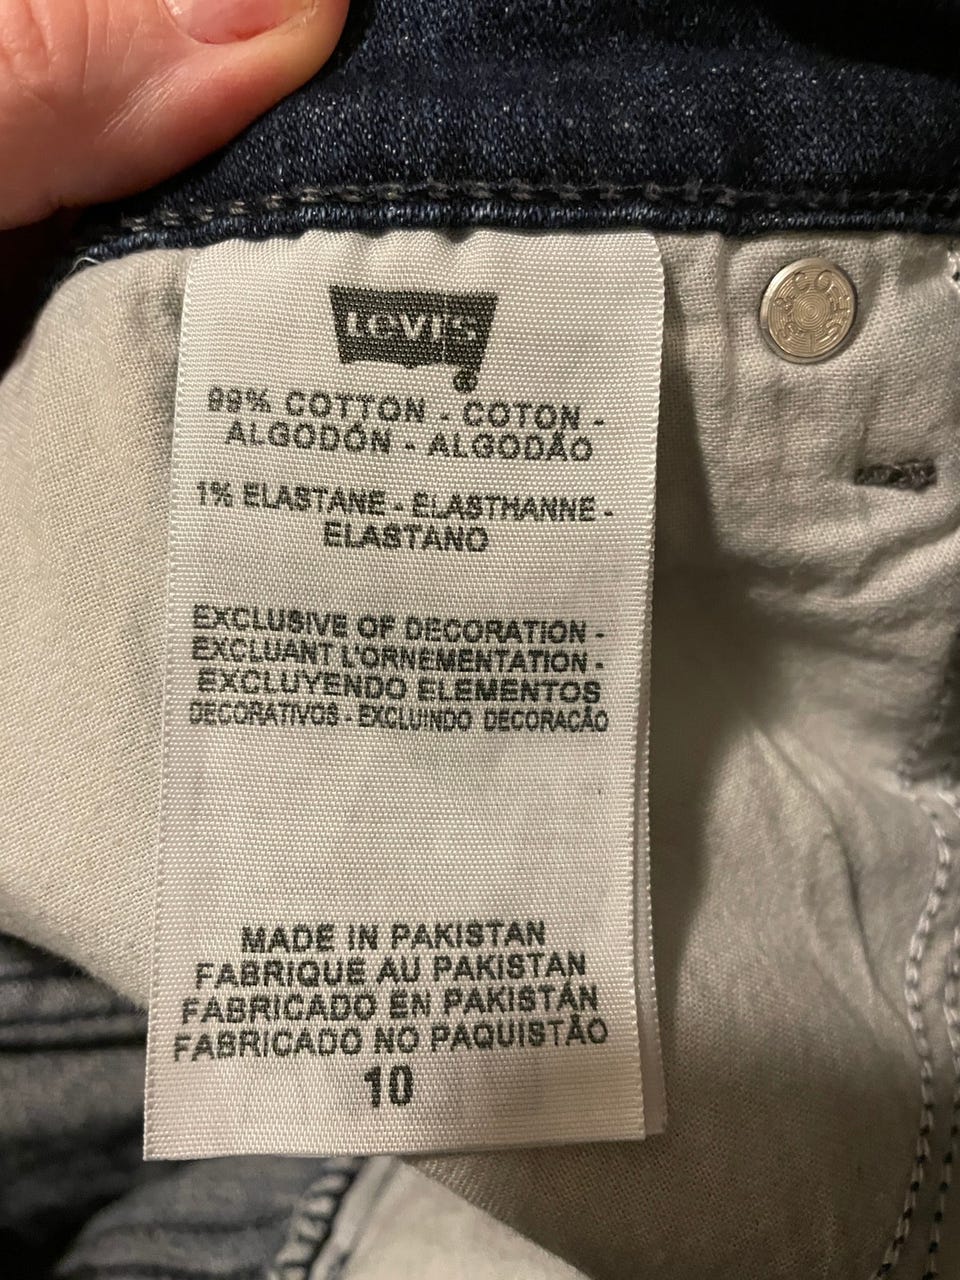 Levi's
®
99% COTTON - COTON -
ALGODÓN - ALGODÃO
1% ELASTANE - ÉLASTHANNE -
ELASTANO
EXCLUSIVE OF DECORATION -
EXCLUANT L'ORNEMENTATION -
EXCLUYENDO ELEMENTOS
DECORATIVOS - EXCLUINDO DECORAÇÃO
MADE IN PAKISTAN
FABRIQUÉ AU PAKISTAN
FABRICADO EN PAKISTÁN
FABRICADO NO PAQUISTÃO
10